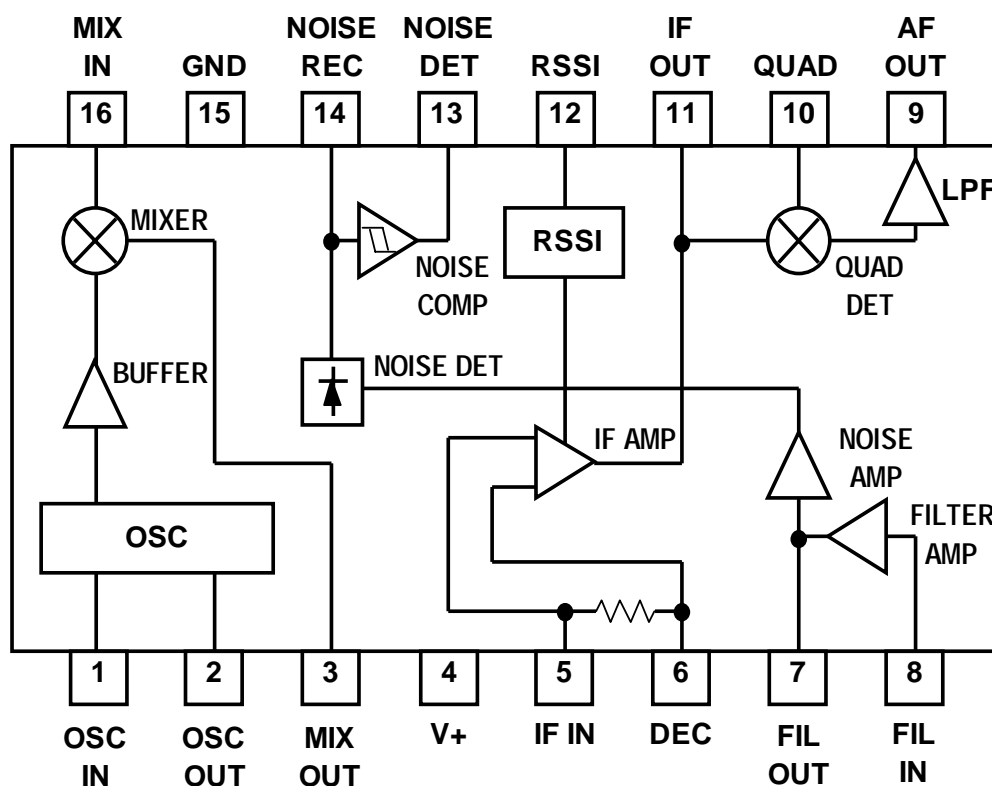 MIX NOISE NOISE IF AF
IN GND REC DET RSSI OUT QUAD OUT
16 15 14 13 12 11 10 9
LPF
MIXER
RSSI
NOISE
COMP
QUAD
DET
BUFFER
NOISE DET
IF AMP
NOISE
AMP
OSC
FILTER
AMP
1 2 3 4 5 6 7 8
OSC OSC MIX V+ IF IN DEC FIL FIL
IN OUT OUT OUT IN